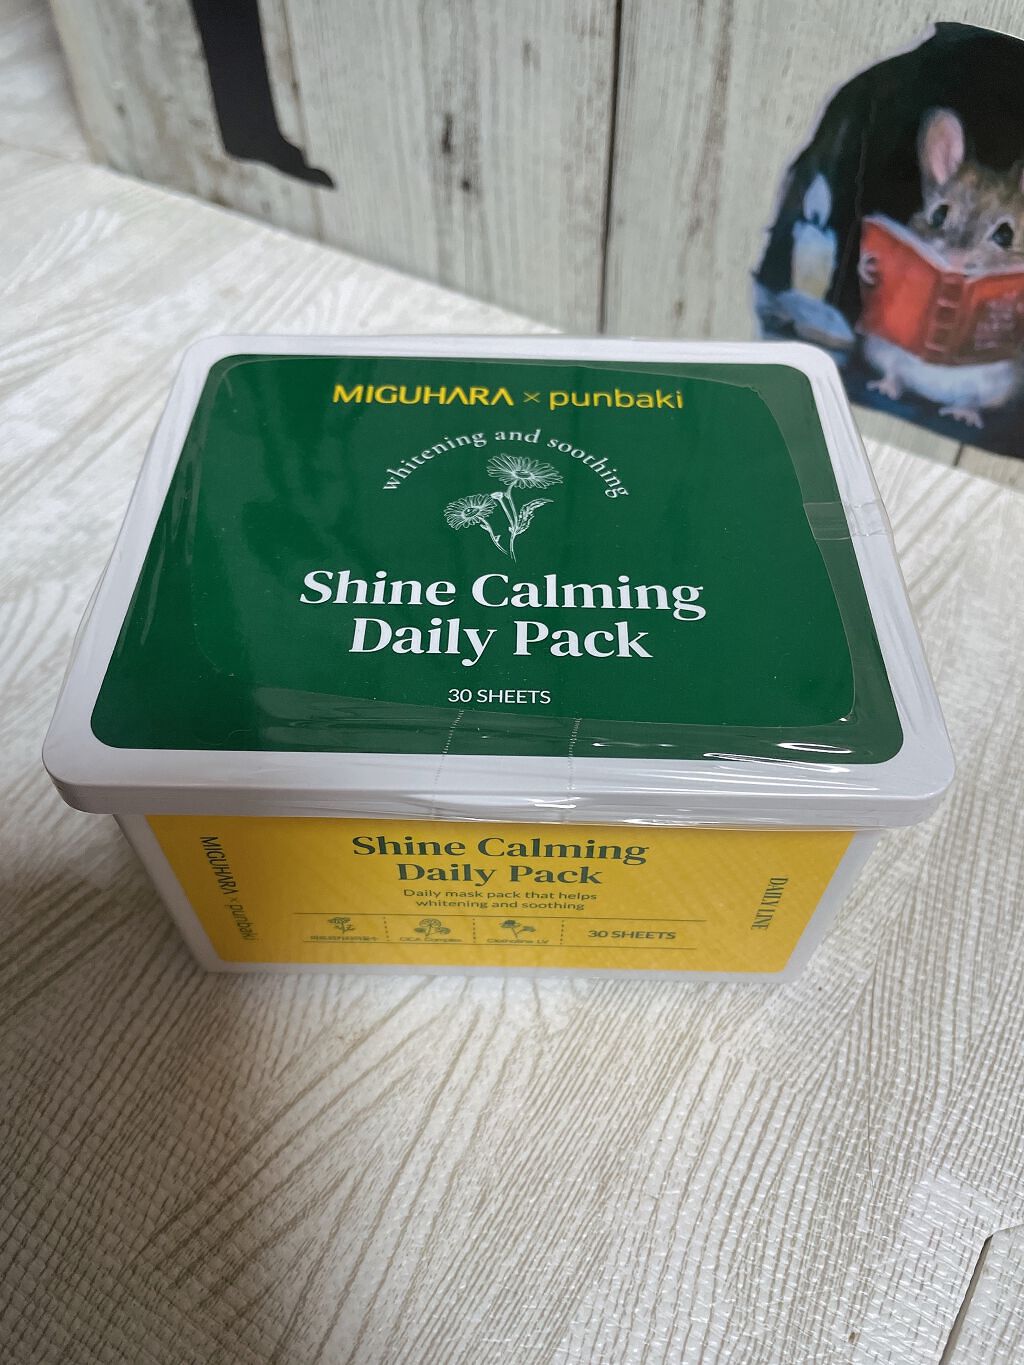 MIGUHARA × punbaki
whitening and soothing
Shine Calming
Daily Pack
30 SHEETS
Shine Calming
Daily Pack
Daily mask pack that helps
whitening and soothing
CICA Complex
30 SHEETS
MIGUHARA × punbaki
DAILY LINE